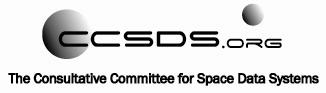 CCSDS.ORG
The Consultative Committee for Space Data Systems